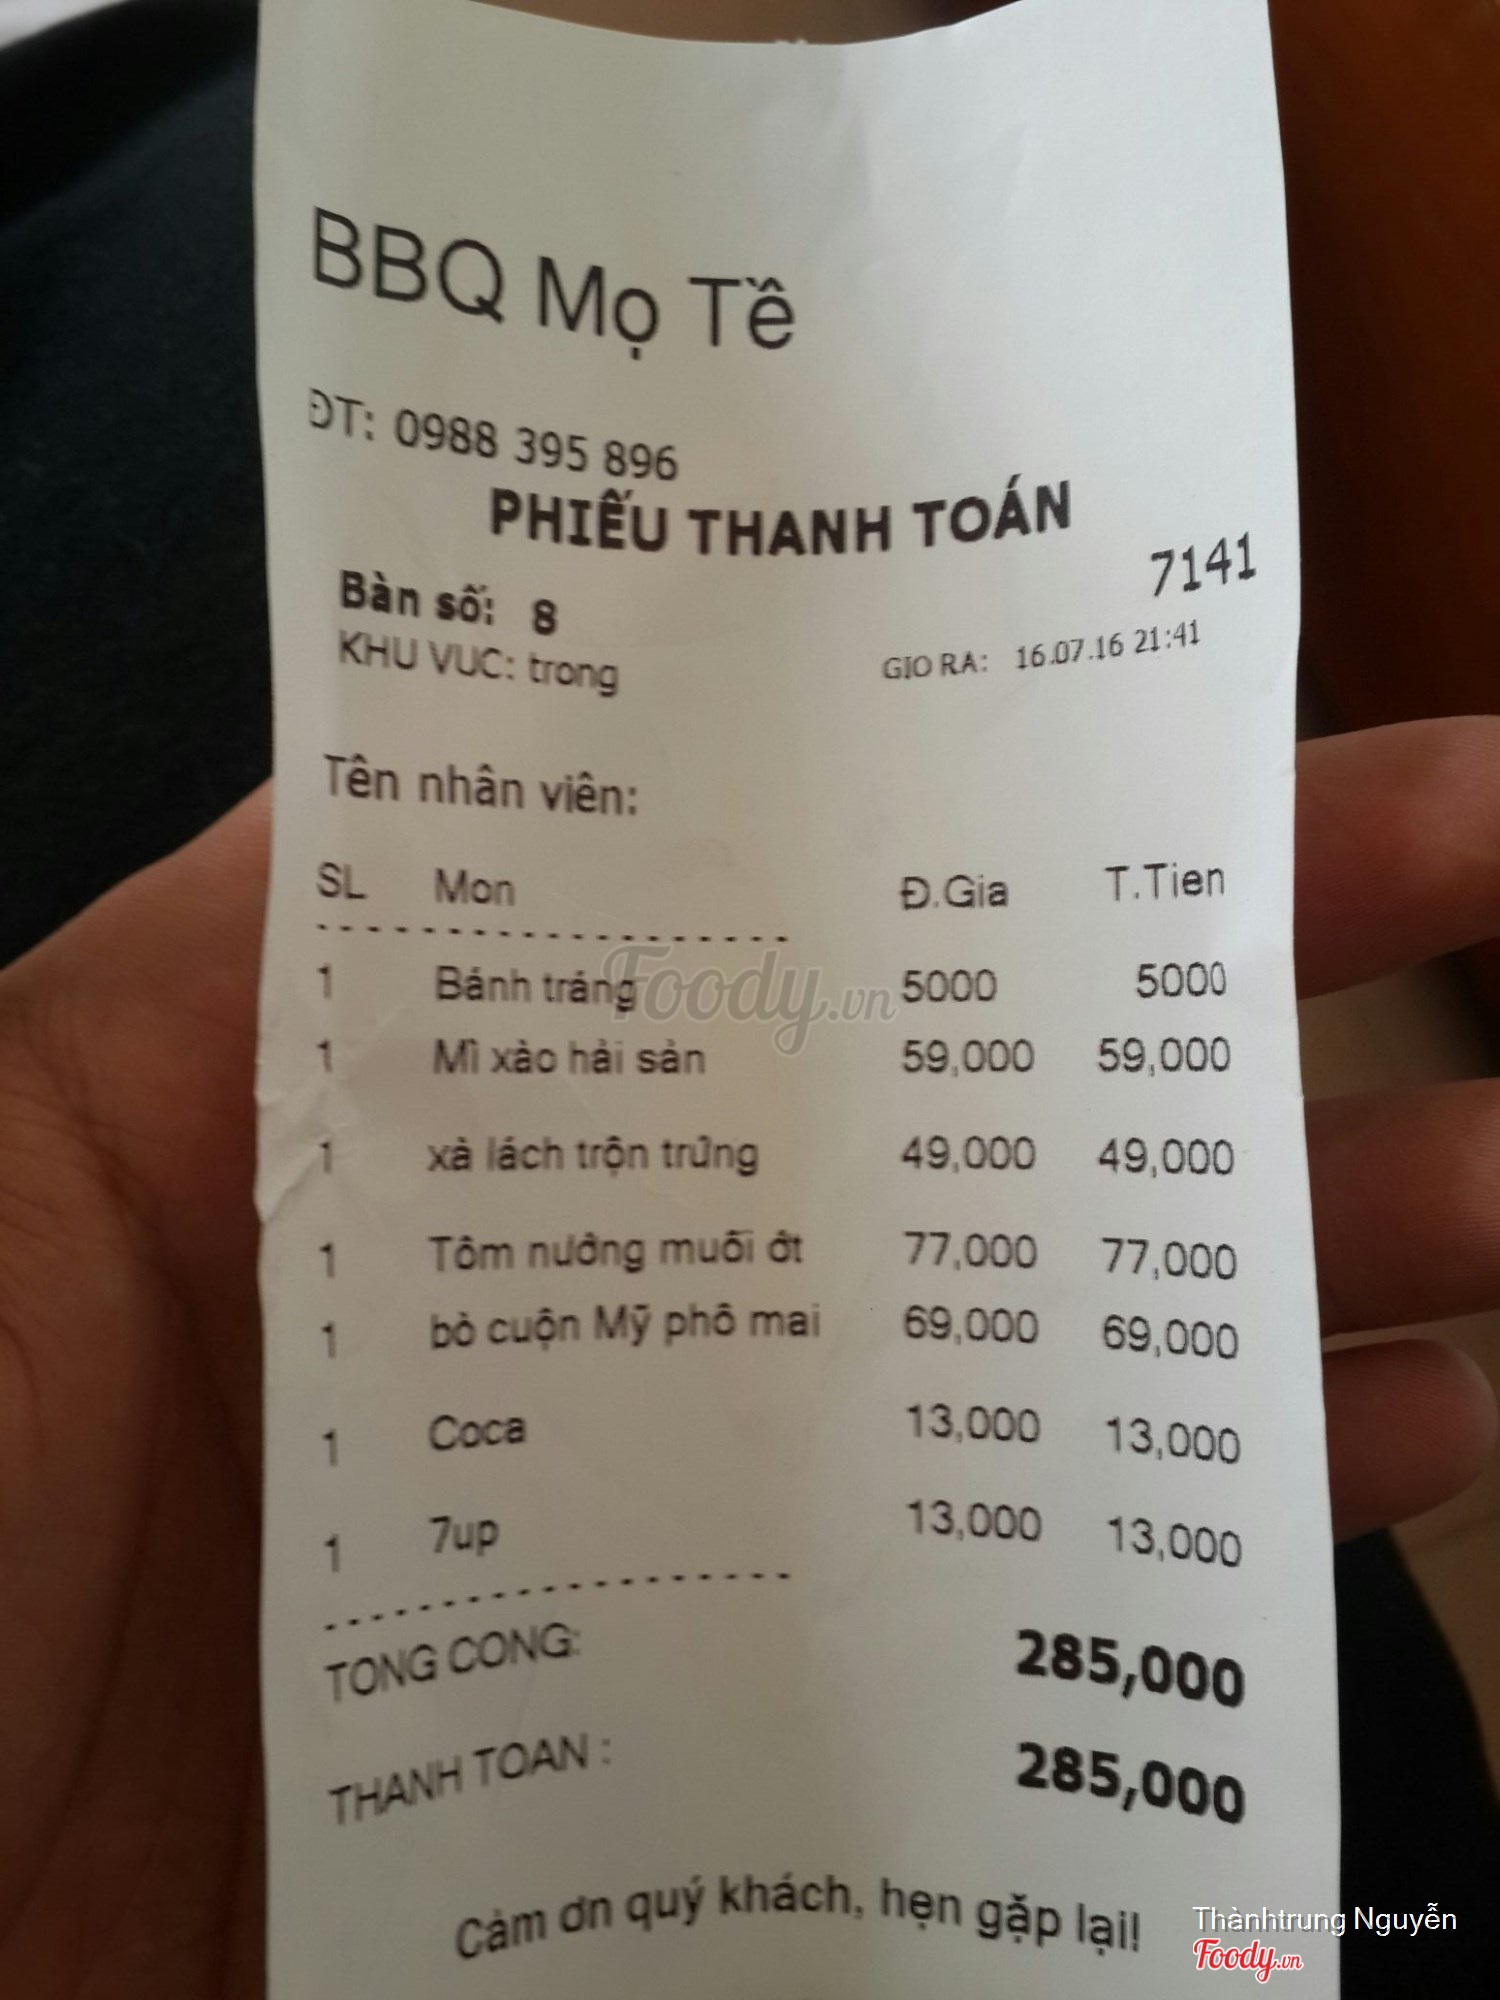 BBQ Mọ Tề
ĐT: 0988 395 896
PHIẾU THANH TOÁN
7141
Bàn số: 8
KHU VUC: trong
GIO RA: 16.07.16 21:41
Tên nhân viên:
SL Mon Đ.Gia T.Tien
1 Bánh tráng 5000 5000
1 Mì xào hải sản 59,000 59,000
1 xà lách trộn trứng 49,000 49,000
1 Tôm nướng muối ớt 77,000 77,000
1 bò cuộn Mỹ phô mai 69,000 69,000
1 Coca 13,000 13,000
1 7up 13,000 13,000
TONG CONG: 285,000
THANH TOAN : 285,000
Cảm ơn quý khách, hẹn gặp lại!
Foody.vn
Thànhtrung Nguyễn
Foody.vn